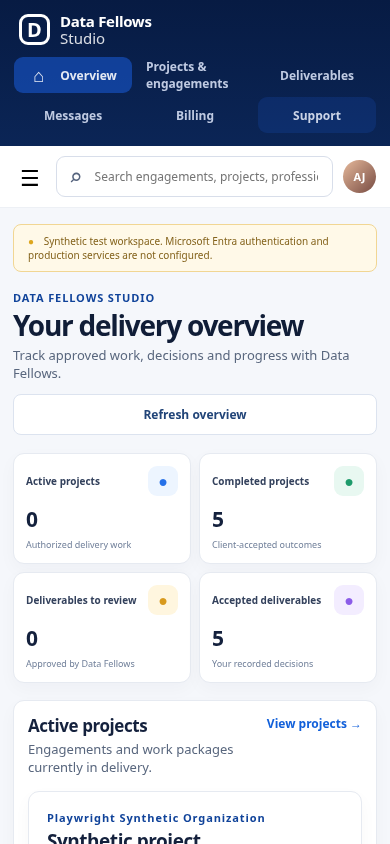 D Data Fellows
Studio
Overview
Projects &
engagements
Deliverables
Messages
Billing
Support
Search engagements, projects, professi
AJ
Synthetic test workspace. Microsoft Entra authentication and
production services are not configured.
DATA FELLOWS STUDIO
Your delivery overview
Track approved work, decisions and progress with Data
Fellows.
Refresh overview
Active projects
0
Authorized delivery work
Completed projects
5
Client-accepted outcomes
Deliverables to review
0
Approved by Data Fellows
Accepted deliverables
5
Your recorded decisions
Active projects
View projects →
Engagements and work packages
currently in delivery.
Playwright Synthetic Organization
Synthetic project